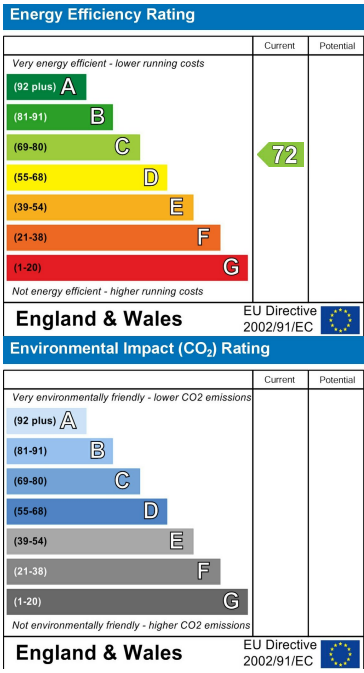 Energy Efficiency Rating
Current Potential
Very energy efficient - lower running costs
(92 plus) A
(81-91) B
(69-80) C
72
(55-68) D
(39-54) E
(21-38) F
(1-20) G
Not energy efficient - higher running costs
England & Wales
EU Directive
2002/91/EC
Environmental Impact (CO₂) Rating
Current Potential
Very environmentally friendly - lower CO2 emissions
(92 plus) A
(81-91) B
(69-80) C
(55-68) D
(39-54) E
(21-38) F
(1-20) G
Not environmentally friendly - higher CO2 emissions
England & Wales
EU Directive
2002/91/EC